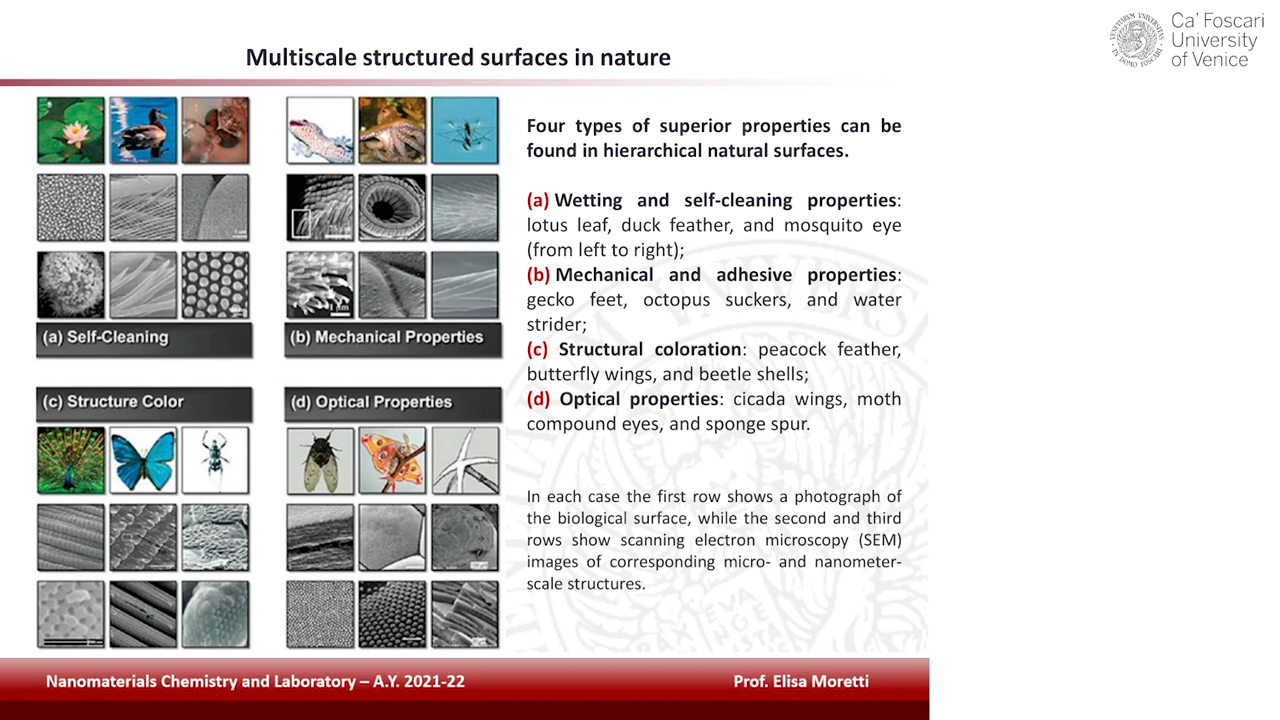 Multiscale structured surfaces in nature
Ca' Foscari
University
of Venice
(a) Self-Cleaning
(b) Mechanical Properties
(c) Structure Color
(d) Optical Properties
Four types of superior properties can be
found in hierarchical natural surfaces.
(a) Wetting and self-cleaning properties:
lotus leaf, duck feather, and mosquito eye
(from left to right);
(b) Mechanical and adhesive properties:
gecko feet, octopus suckers, and water
strider;
(c) Structural coloration: peacock feather,
butterfly wings, and beetle shells;
(d) Optical properties: cicada wings, moth
compound eyes, and sponge spur.
In each case the first row shows a photograph of
the biological surface, while the second and third
rows show scanning electron microscopy (SEM)
images of corresponding micro- and nanometer-
scale structures.
Nanomaterials Chemistry and Laboratory – A.Y. 2021-22
Prof. Elisa Moretti